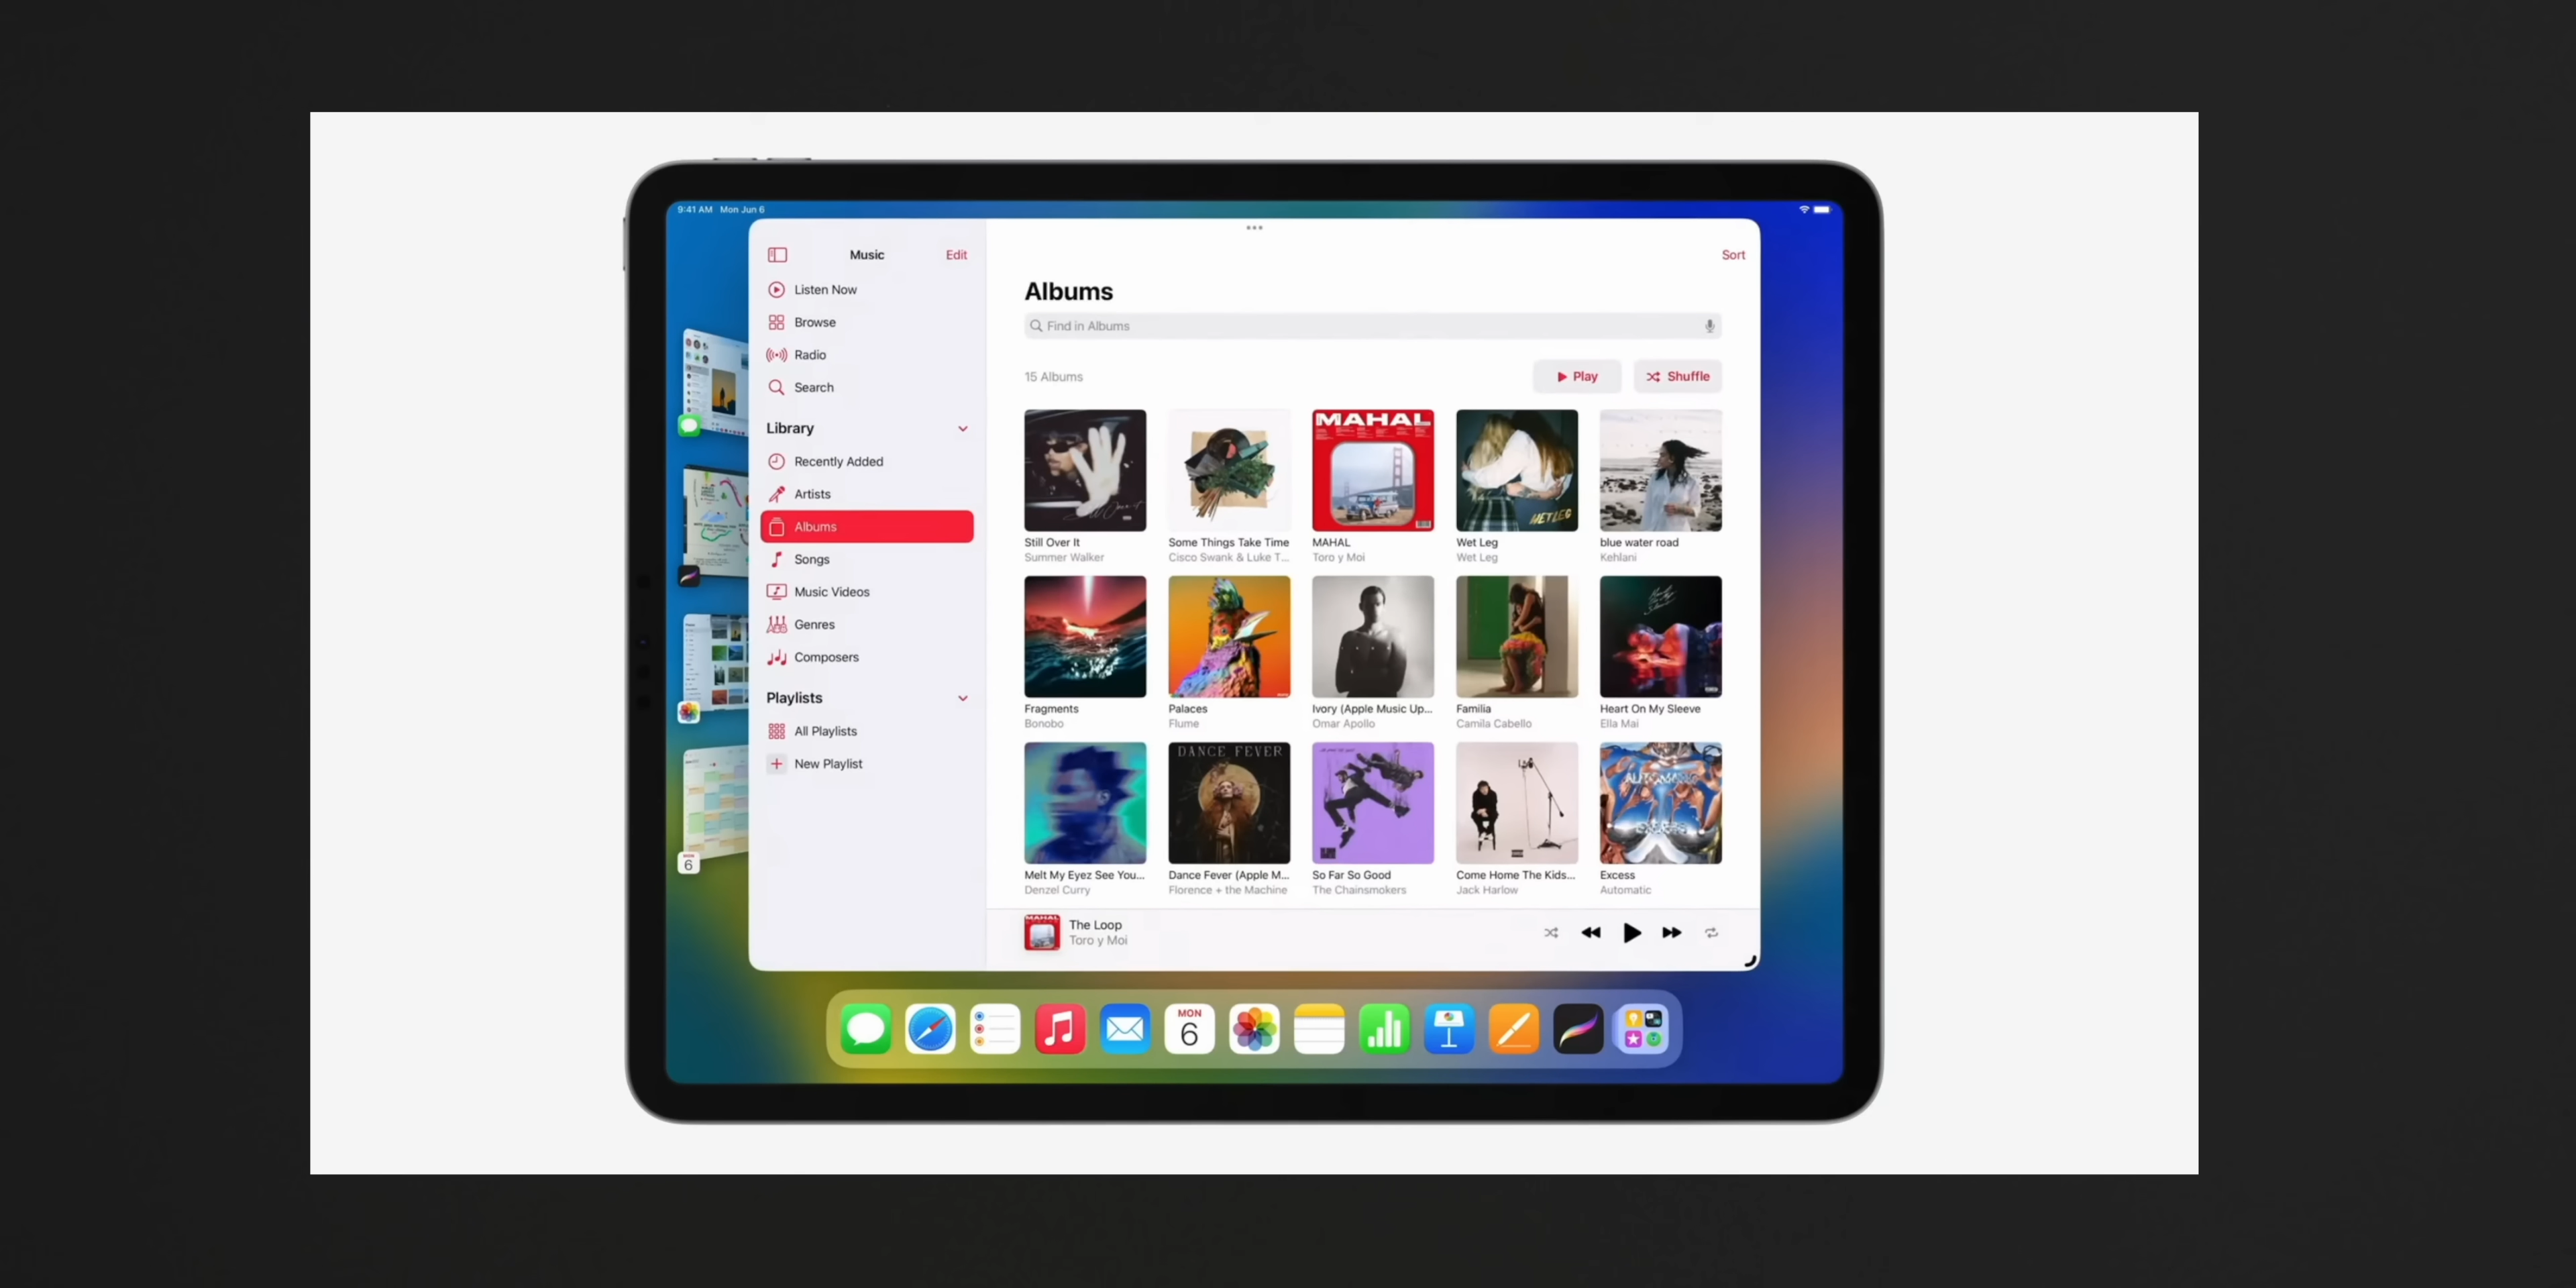 9:41 AM Mon Jun 6
Music Edit
Listen Now
Browse
Radio
Search
Library
Recently Added
Artists
Albums
Songs
Music Videos
Genres
Composers
Playlists
All Playlists
New Playlist
Sort
Albums
Find in Albums
15 Albums
Play
Shuffle
MAHAL
WET LEG
Still Over It
Summer Walker
Some Things Take Time
Cisco Swank & Luke T...
MAHAL
Toro y Moi
Wet Leg
Wet Leg
blue water road
Kehlani
Fragments
Bonobo
Palaces
Flume
Ivory (Apple Music Up...
Omar Apollo
Familia
Camila Cabello
Heart On My Sleeve
Ella Mai
DANCE FEVER
AUTOMATIC
EXCESS
Melt My Eyez See You...
Denzel Curry
Dance Fever (Apple M...
Florence + the Machine
So Far So Good
The Chainsmokers
Come Home The Kids...
Jack Harlow
Excess
Automatic
MAHAL
The Loop
Toro y Moi
6
MON
6